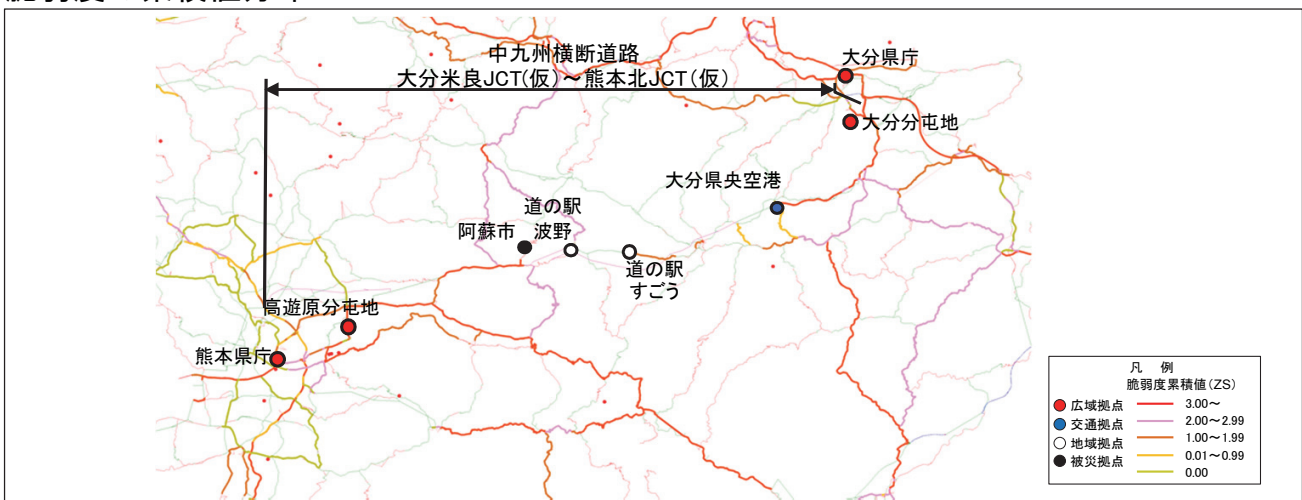 中九州横断道路
大分米良JCT(仮)～熊本北JCT(仮)
大分県庁
大分分屯地
大分県央空港
道の駅
波野
阿蘇市
道の駅
すごう
高遊原分屯地
熊本県庁
凡 例
脆弱度累積値(ZS)
広域拠点 3.00～
交通拠点 2.00～2.99
地域拠点 1.00～1.99
被災拠点 0.01～0.99
0.00